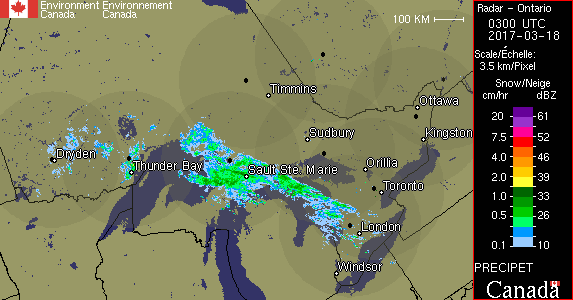 Environment Environnement
Canada Canada
100 KM
Timmins
Ottawa
Sudbury
Kingston
Dryden
Thunder Bay
Sault Ste. Marie
Orillia
Toronto
London
Windsor
Radar - Ontario
0300 UTC
2017-03-18
Scale/Échelle:
3.5 km/Pixel
Snow/Neige
cm/hr dBZ
20 61
7.5 52
4.0 46
2.0 39
1.0 33
0.5 26
0.1 10
PRECIPET
Canada